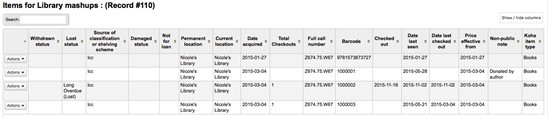 Items for Library mashups : (Record #110)
Search:
Show / hide columns
Withdrawn status Lost status Source of classification or shelving scheme Damaged status Not for loan Permanent location Current location Date acquired Total Checkouts Full call number Barcode Checked out Date last seen Date last checked out Price effective from Non-public note Koha item type
Actions lcc Nicole's Library Nicole's Library 2015-01-27 Z674.75.W67 9781573873727 2015-01-27 2015-01-27 Books
Actions lcc Nicole's Library Nicole's Library 2015-03-04 Z674.75.W67 1000001 2015-05-28 2015-03-04 Donated by author Books
Actions Long Overdue (Lost) lcc Nicole's Library Nicole's Library 2015-03-04 1 Z674.75.W67 1000002 2015-11-16 2015-11-02 2015-11-02 2015-03-04 Books
Actions lcc Nicole's Library Nicole's Library 2015-03-04 1 Z674.75.W67 1000003 2015-05-21 2015-03-04 2015-03-04 Books